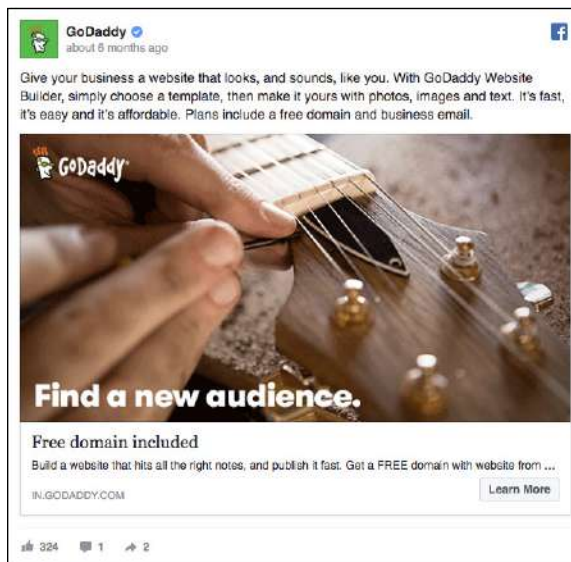 GoDaddy
about 6 months ago
Give your business a website that looks, and sounds, like you. With GoDaddy Website
Builder, simply choose a template, then make it yours with photos, images and text. It's fast,
it's easy and it's affordable. Plans include a free domain and business email.
GoDaddy
Find a new audience.
Free domain included
Build a website that hits all the right notes, and publish it fast. Get a FREE domain with website from ...
IN.GODADDY.COM
Learn More
324 1 2